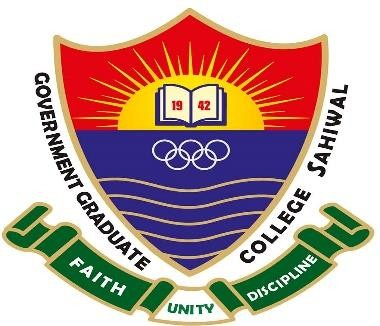 GOVERNMENT GRADUATE
COLLEGE SAHIWAL
19 42
FAITH
UNITY
DISCIPLINE